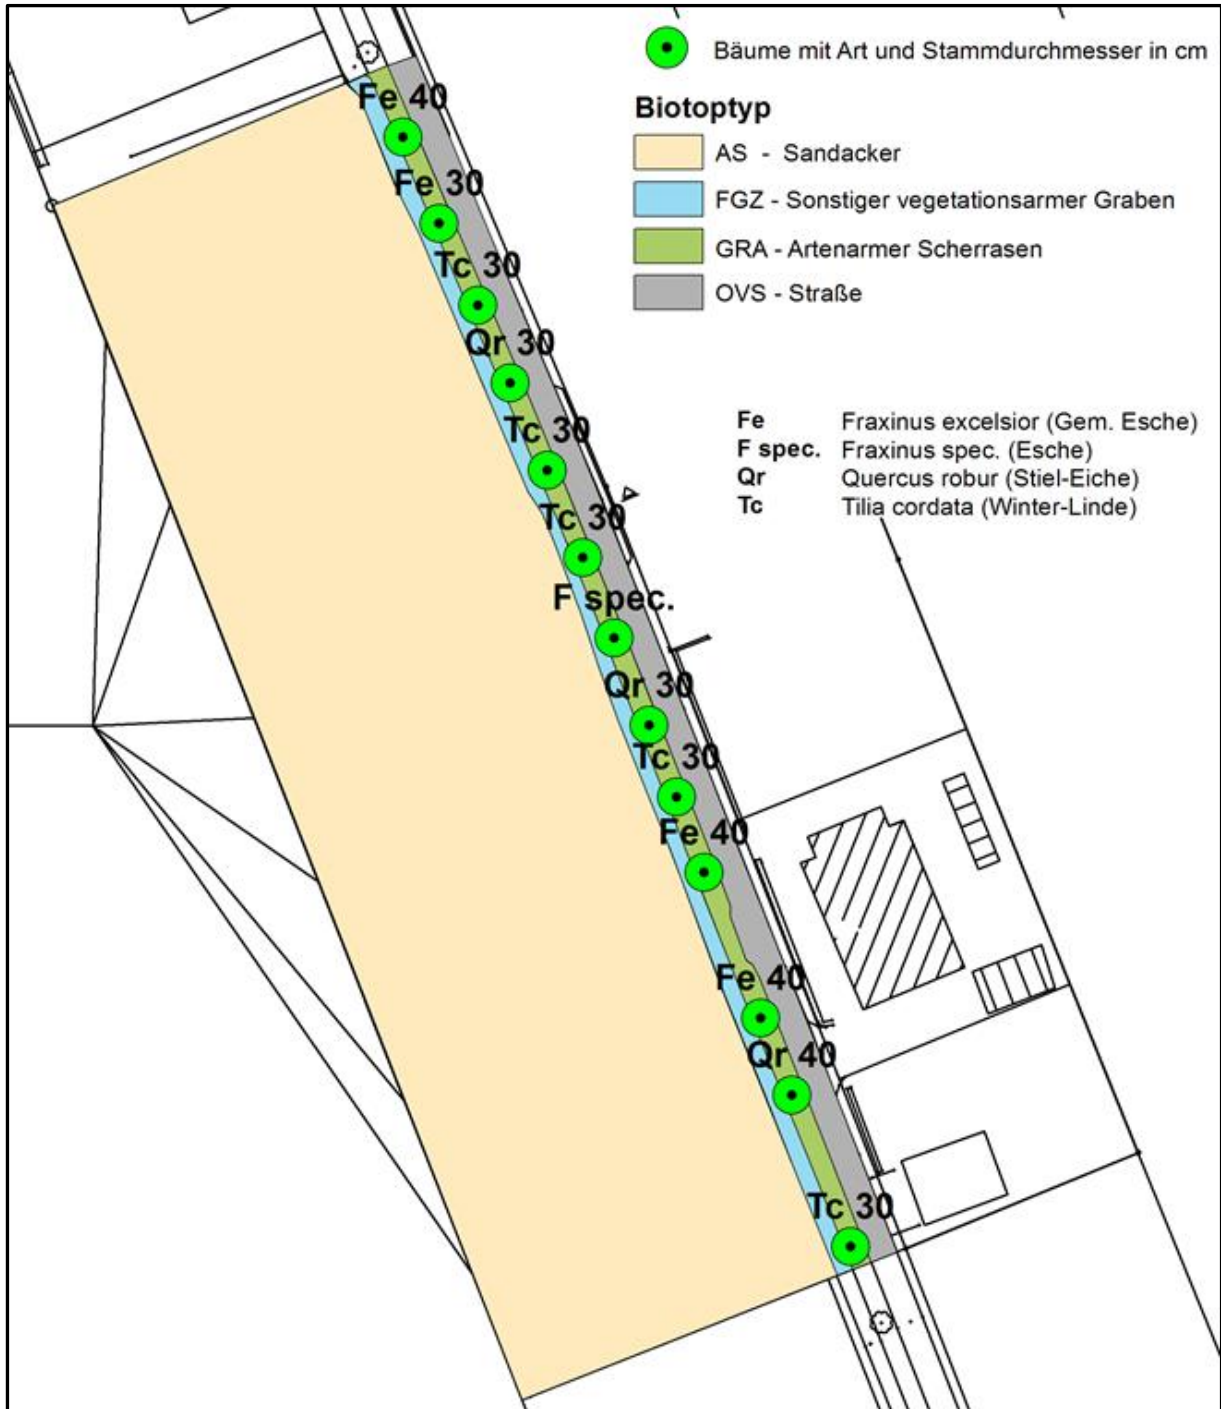 Bäume mit Art und Stammdurchmesser in cm
Biotoptyp
AS - Sandacker
FGZ - Sonstiger vegetationsarmer Graben
GRA - Artenarmer Scherrasen
OVS - Straße
Fe Fraxinus excelsior (Gem. Esche)
F spec. Fraxinus spec. (Esche)
Qr Quercus robur (Stiel-Eiche)
Tc Tilia cordata (Winter-Linde)
Fe 40
Fe 30
Tc 30
Qr 30
Tc 30
Tc 30
F spec.
Qr 30
Tc 30
Fe 40
Fe 40
Qr 40
Tc 30